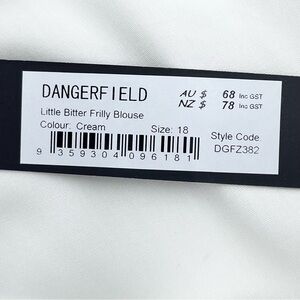 DANGERFIELD
AU $ 68 Inc GST
NZ $ 78 Inc GST
Little Bitter Frilly Blouse
Colour. Cream Size: 18
Style Code.
DGFZ382
9 359304 096181